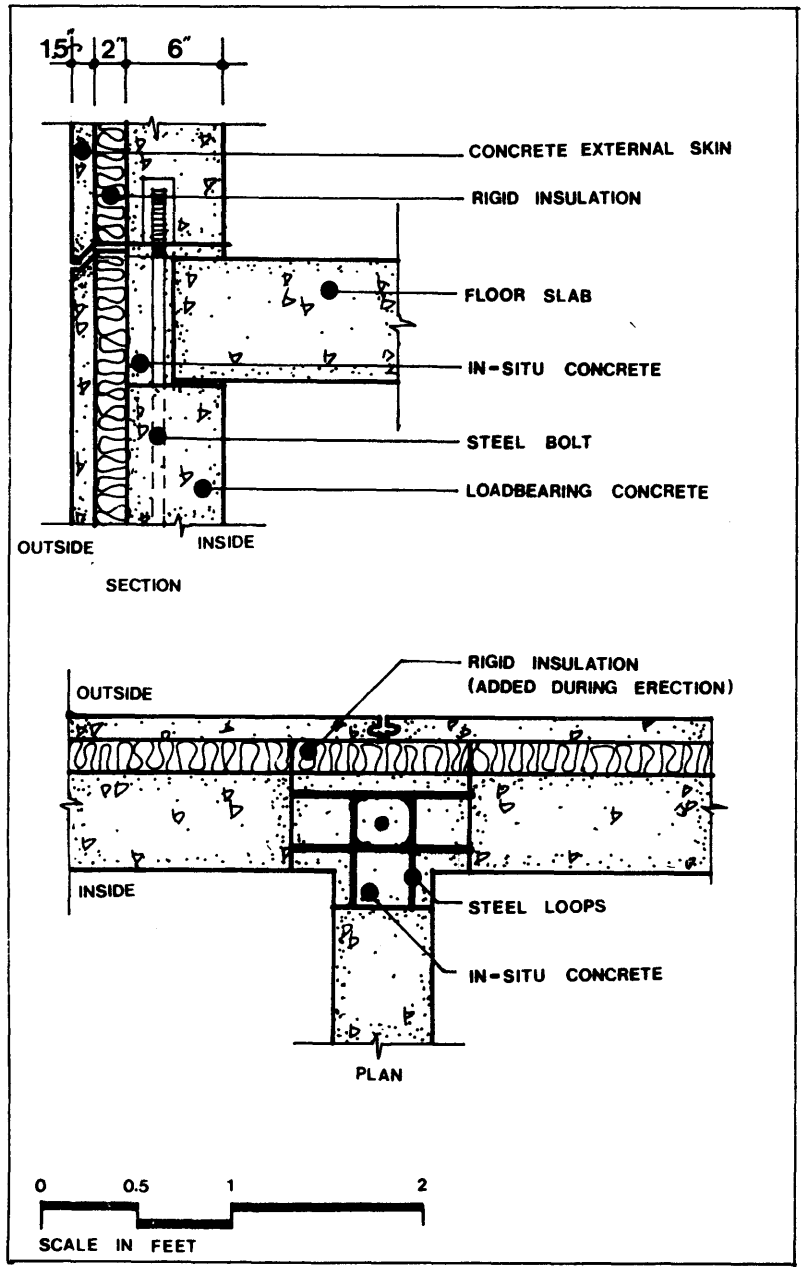 1.5" 2" 6"
CONCRETE EXTERNAL SKIN
RIGID INSULATION
FLOOR SLAB
IN-SITU CONCRETE
STEEL BOLT
LOADBEARING CONCRETE
OUTSIDE
INSIDE
SECTION
RIGID INSULATION
(ADDED DURING ERECTION)
OUTSIDE
INSIDE
STEEL LOOPS
IN-SITU CONCRETE
PLAN
0 0.5 1 2
SCALE IN FEET